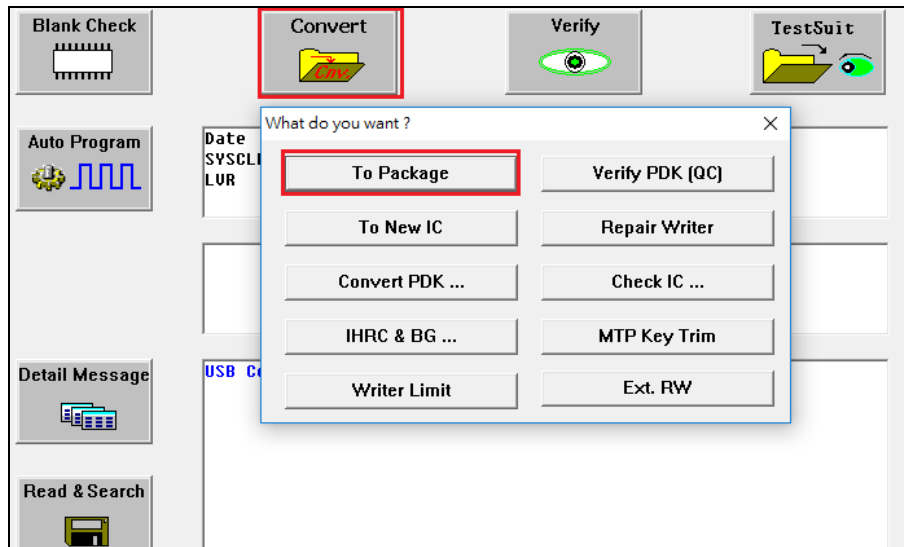 Blank Check
Convert
Cnv.
Verify
TestSuit
Auto Program
Date
SYSCL
LVR
What do you want ?
To Package
Verify PDK (QC)
To New IC
Repair Writer
Convert PDK ...
Check IC ...
IHRC & BG ...
MTP Key Trim
Writer Limit
Ext. RW
Detail Message
USB C
Read & Search